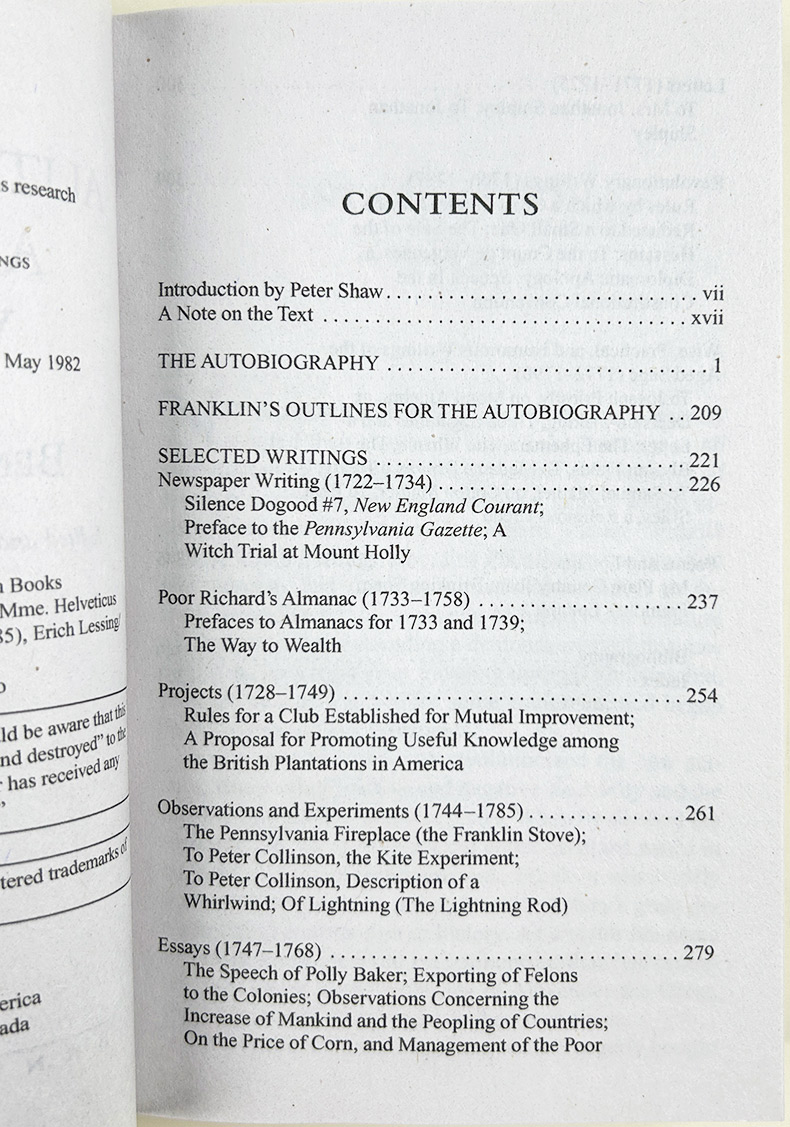 s research
NGS
May 1982
n Books
Mme. Helveticus
85), Erich Lessing/
ld be aware that this
nd destroyed" to the
has received any
tered trademarks of
erica
ada
CONTENTS
Introduction by Peter Shaw . . . . . . . . . . . . . . . . . . . . . . . . . . . vii
A Note on the Text . . . . . . . . . . . . . . . . . . . . . . . . . . . . . . . . xvii
THE AUTOBIOGRAPHY . . . . . . . . . . . . . . . . . . . . . . . . . . . . 1
FRANKLIN'S OUTLINES FOR THE AUTOBIOGRAPHY . . 209
SELECTED WRITINGS . . . . . . . . . . . . . . . . . . . . . . . . . . . 221
Newspaper Writing (1722–1734) . . . . . . . . . . . . . . . . . . . . . 226
Silence Dogood #7, New England Courant;
Preface to the Pennsylvania Gazette; A
Witch Trial at Mount Holly
Poor Richard's Almanac (1733–1758) . . . . . . . . . . . . . . . . . . 237
Prefaces to Almanacs for 1733 and 1739;
The Way to Wealth
Projects (1728–1749) . . . . . . . . . . . . . . . . . . . . . . . . . . . . . 254
Rules for a Club Established for Mutual Improvement;
A Proposal for Promoting Useful Knowledge among
the British Plantations in America
Observations and Experiments (1744–1785) . . . . . . . . . . . . . . . 261
The Pennsylvania Fireplace (the Franklin Stove);
To Peter Collinson, the Kite Experiment;
To Peter Collinson, Description of a
Whirlwind; Of Lightning (The Lightning Rod)
Essays (1747–1768) . . . . . . . . . . . . . . . . . . . . . . . . . . . . . . . 279
The Speech of Polly Baker; Exporting of Felons
to the Colonies; Observations Concerning the
Increase of Mankind and the Peopling of Countries;
On the Price of Corn, and Management of the Poor